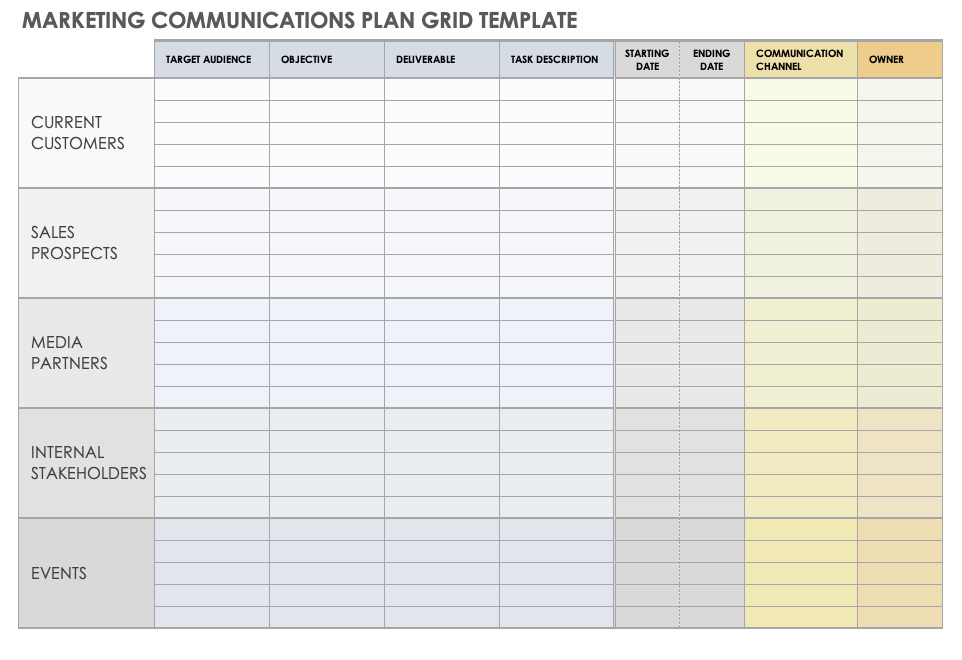 MARKETING COMMUNICATIONS PLAN GRID TEMPLATE
TARGET AUDIENCE
OBJECTIVE
DELIVERABLE
TASK DESCRIPTION
STARTING
DATE
ENDING
DATE
COMMUNICATION
CHANNEL
OWNER
CURRENT
CUSTOMERS
SALES
PROSPECTS
MEDIA
PARTNERS
INTERNAL
STAKEHOLDERS
EVENTS